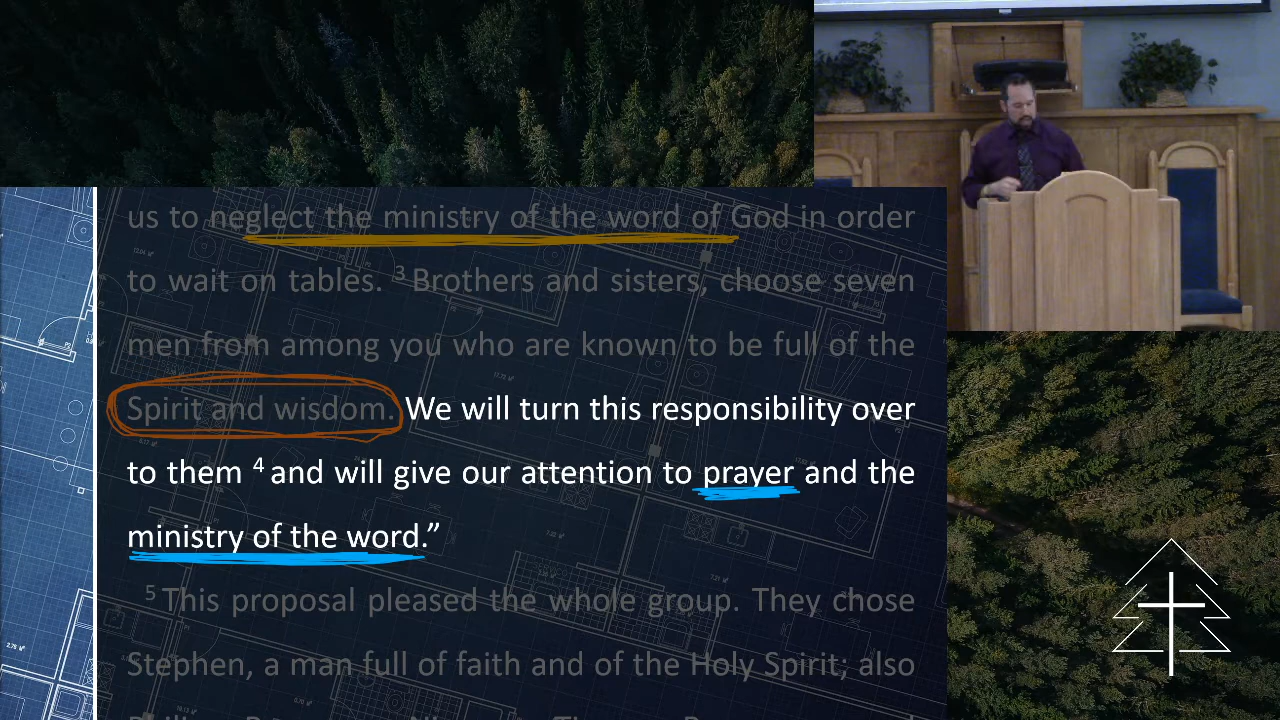 us to neglect the ministry of the word of God in order
to wait on tables. 3 Brothers and sisters, choose seven
men from among you who are known to be full of the
Spirit and wisdom. We will turn this responsibility over
to them 4 and will give our attention to prayer and the
ministry of the word.”
5 This proposal pleased the whole group. They chose
Stephen, a man full of faith and of the Holy Spirit; also